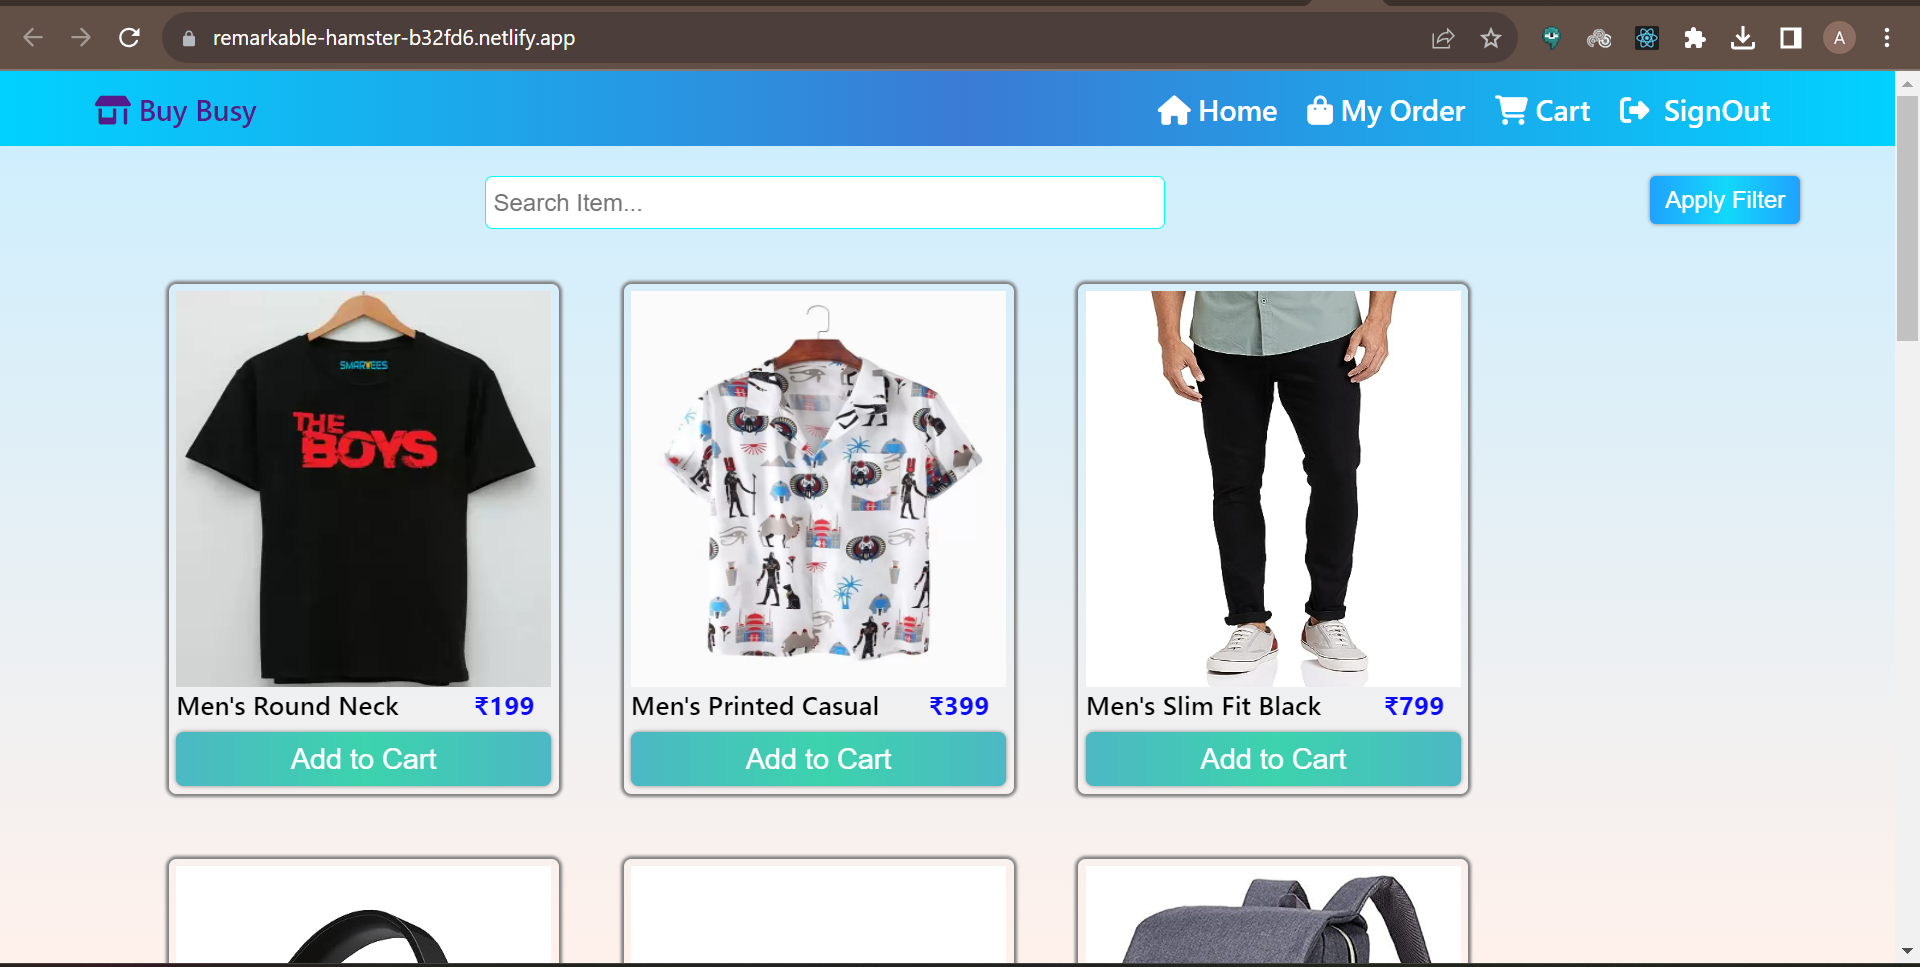 remarkable-hamster-b32fd6.netlify.app
A
Buy Busy
Home
My Order
Cart
SignOut
Search Item...
Apply Filter
SMARTEES
THE
BOYS
Men's Round Neck ₹199
Add to Cart
Men's Printed Casual ₹399
Add to Cart
Men's Slim Fit Black ₹799
Add to Cart